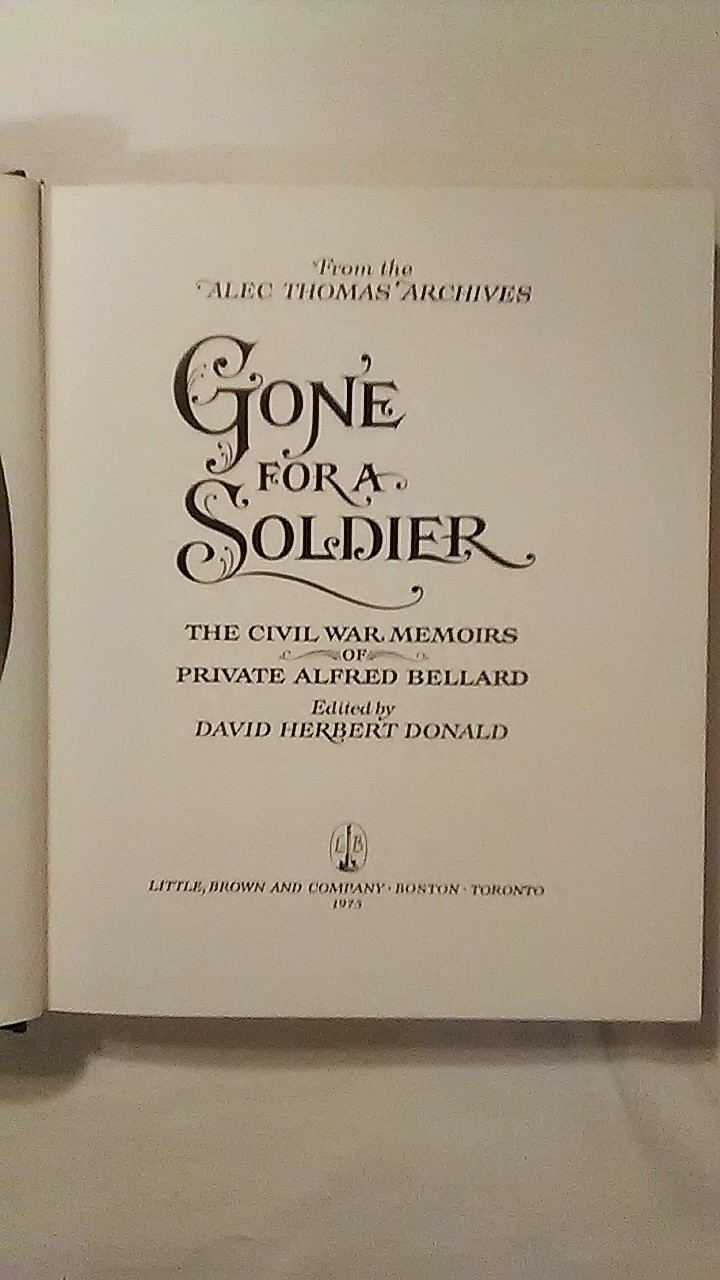 From the
ALEC THOMAS ARCHIVES
GONE
FOR A
SOLDIER
THE CIVIL WAR MEMOIRS
OF
PRIVATE ALFRED BELLARD
Edited by
DAVID HERBERT DONALD
L B
LITTLE, BROWN AND COMPANY · BOSTON · TORONTO
1975